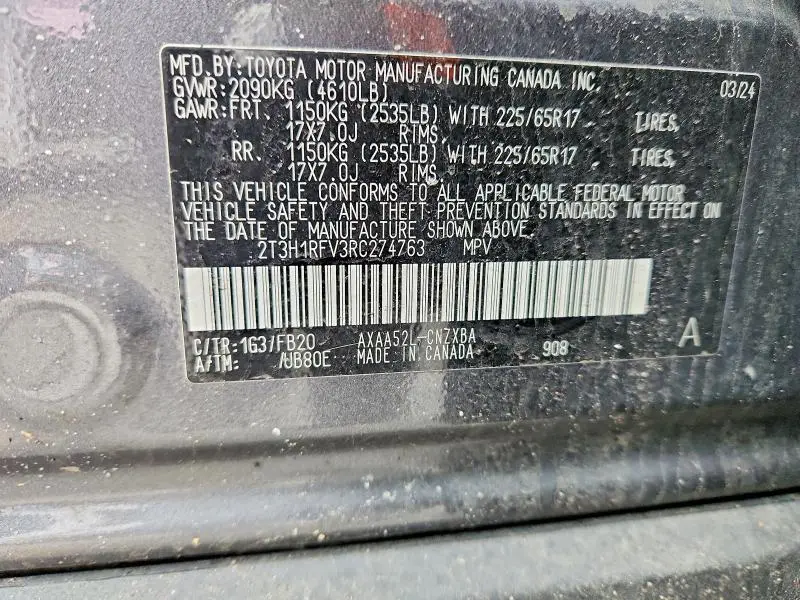 MFD.BY:TOYOTA MOTOR MANUFACTURING CANADA INC. 03/24
GVWR:2090KG (4610LB)
GAWR:FRT. 1150KG (2535LB) WITH 225/65R17 TIRES,
17X7.0J RIMS,
RR. 1150KG (2535LB) WITH 225/65R17 TIRES,
17X7.0J RIMS,
THIS VEHICLE CONFORMS TO ALL APPLICABLE FEDERAL MOTOR
VEHICLE SAFETY AND THEFT PREVENTION STANDARDS IN EFFECT ON
THE DATE OF MANUFACTURE SHOWN ABOVE.
2T3H1RFV3RC274763 MPV
C/TR:1G3/FB20 AXAA52L-CNZXBA 908 A
A/TM: /UB80E MADE IN CANADA